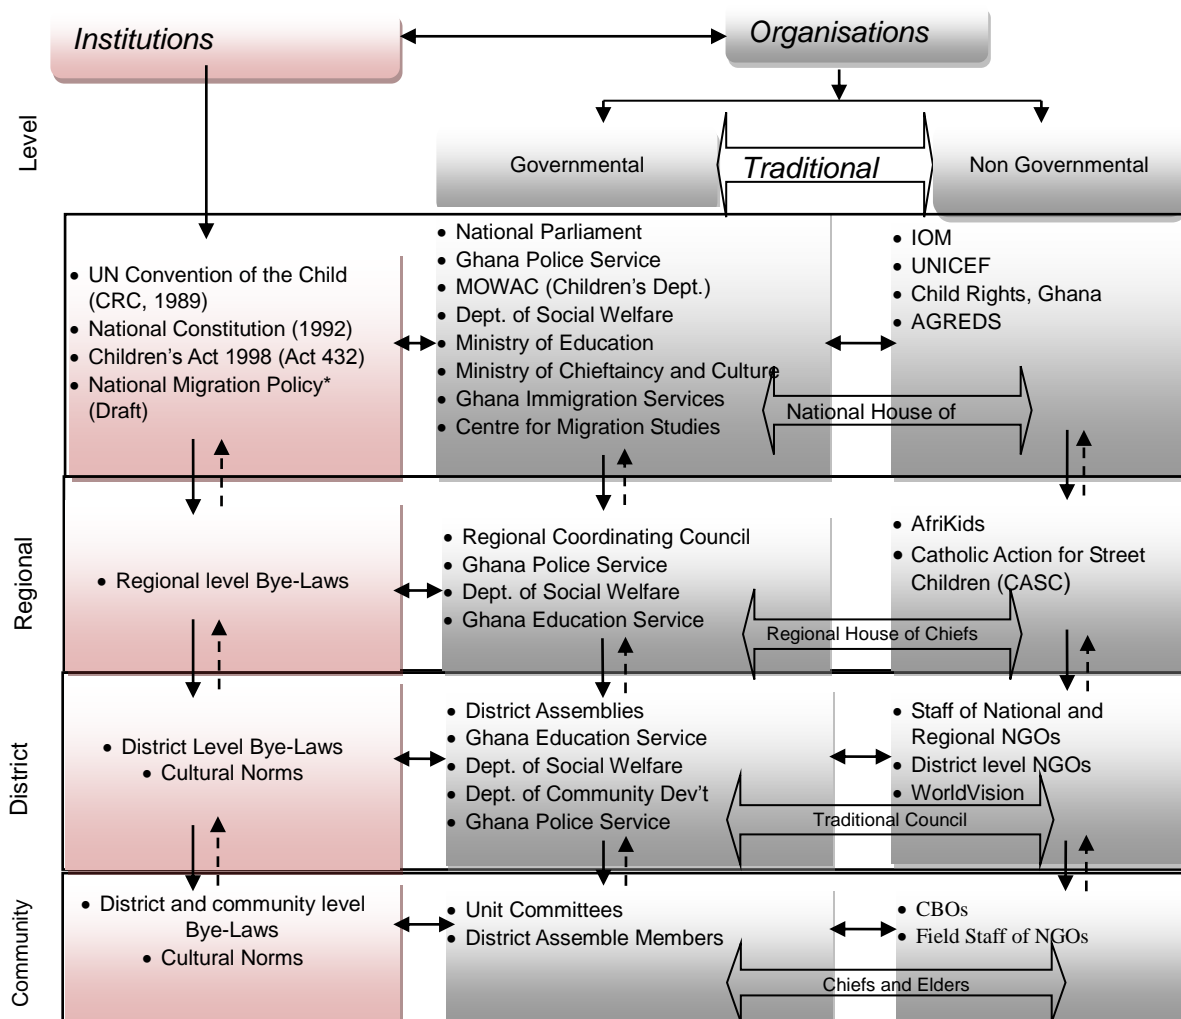 Institutions
Organisations
Level
Governmental
Traditional
Non Governmental
• UN Convention of the Child
(CRC, 1989)
• National Constitution (1992)
• Children's Act 1998 (Act 432)
• National Migration Policy*
(Draft)
• National Parliament
• Ghana Police Service
• MOWAC (Children's Dept.)
• Dept. of Social Welfare
• Ministry of Education
• Ministry of Chieftaincy and Culture
• Ghana Immigration Services
• Centre for Migration Studies
• IOM
• UNICEF
• Child Rights, Ghana
• AGREDS
National House of
Regional
• Regional level Bye-Laws
• Regional Coordinating Council
• Ghana Police Service
• Dept. of Social Welfare
• Ghana Education Service
• AfriKids
• Catholic Action for Street
Children (CASC)
Regional House of Chiefs
District
• District Level Bye-Laws
• Cultural Norms
• District Assemblies
• Ghana Education Service
• Dept. of Social Welfare
• Dept. of Community Dev't
• Ghana Police Service
• Staff of National and
Regional NGOs
• District level NGOs
• WorldVision
Traditional Council
Community
• District and community level
Bye-Laws
• Cultural Norms
• Unit Committees
• District Assemble Members
• CBOs
• Field Staff of NGOs
Chiefs and Elders